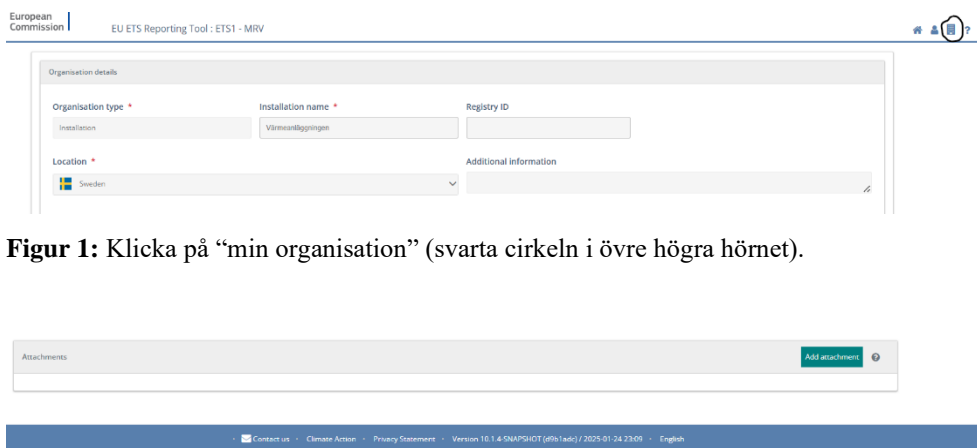 European
Commission
EU ETS Reporting Tool : ETS1 - MRV
?
Organisation details
Organisation type *
Installation name *
Registry ID
Installation
Värmeanläggningen
Location *
Additional information
Sweden
Figur 1: Klicka på “min organisation” (svarta cirkeln i övre högra hörnet).
Attachments
Add attachment
?
· Contact us · Climate Action · Privacy Statement · Version 10.1.4-SNAPSHOT (d9b1adc) / 2025-01-24 23:09 · English